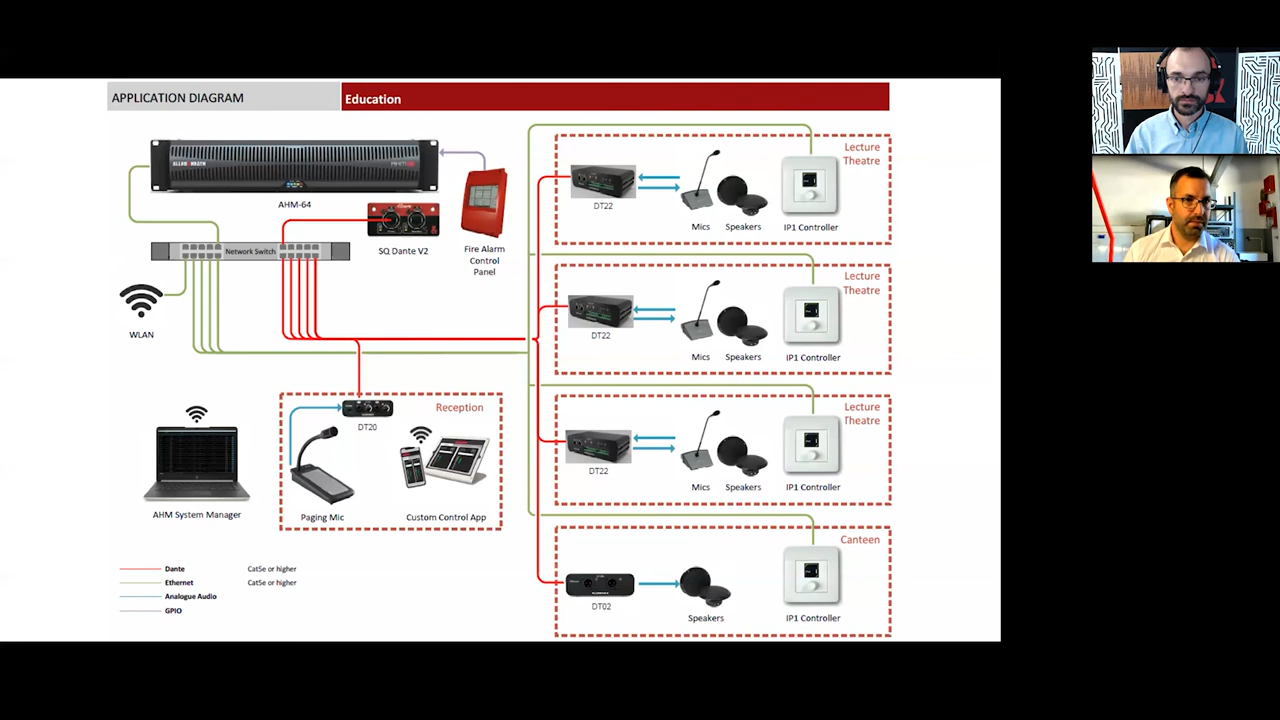 APPLICATION DIAGRAM
Education
ALLEN&HEATH
AHM-64
SQ Dante V2
Fire Alarm
Control
Panel
Network Switch
WLAN
AHM System Manager
Reception
DT20
Paging Mic
Custom Control App
Lecture
Theatre
DT22
Mics
Speakers
IP1 Controller
Lecture
Theatre
DT22
Mics
Speakers
IP1 Controller
Lecture
Theatre
DT22
Mics
Speakers
IP1 Controller
Canteen
DT02
Speakers
IP1 Controller
Dante Cat5e or higher
Ethernet Cat5e or higher
Analogue Audio
GPIO